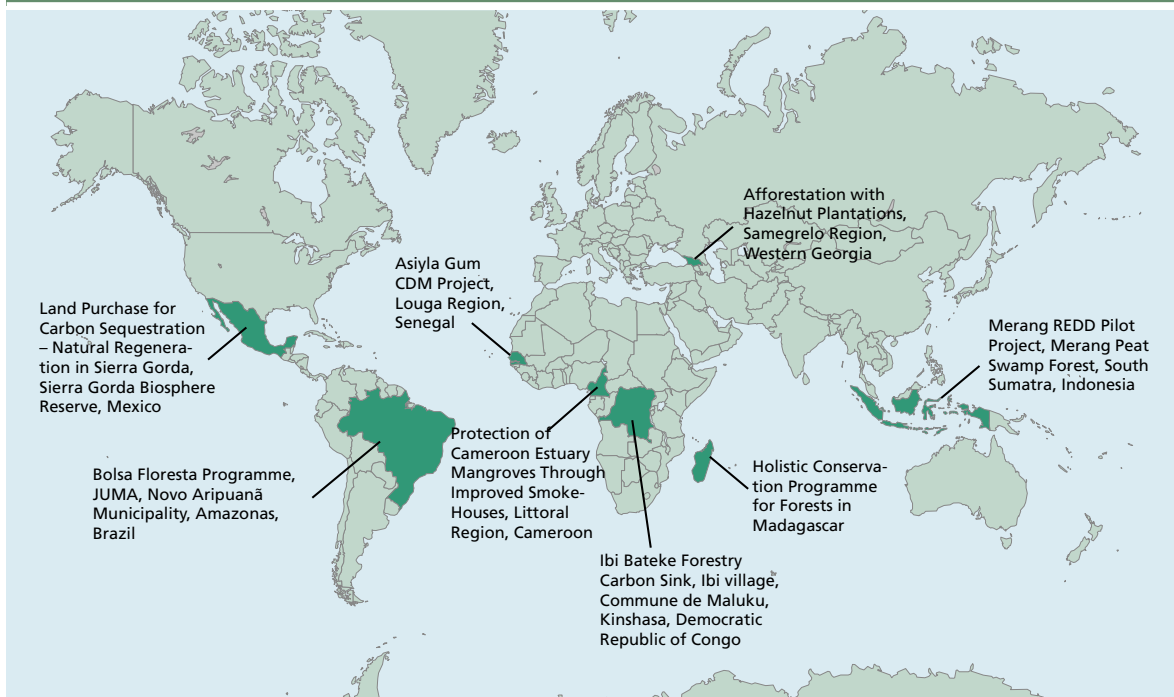 Afforestation with
Hazelnut Plantations,
Samegrelo Region,
Western Georgia
Asiyla Gum
CDM Project,
Louga Region,
Senegal
Land Purchase for
Carbon Sequestration
– Natural Regenera-
tion in Sierra Gorda,
Sierra Gorda Biosphere
Reserve, Mexico
Merang REDD Pilot
Project, Merang Peat
Swamp Forest, South
Sumatra, Indonesia
Bolsa Floresta Programme,
JUMA, Novo Aripuanã
Municipality, Amazonas,
Brazil
Protection of
Cameroon Estuary
Mangroves Through
Improved Smoke-
Houses, Littoral
Region, Cameroon
Holistic Conserva-
tion Programme
for Forests in
Madagascar
Ibi Bateke Forestry
Carbon Sink, Ibi village,
Commune de Maluku,
Kinshasa, Democratic
Republic of Congo